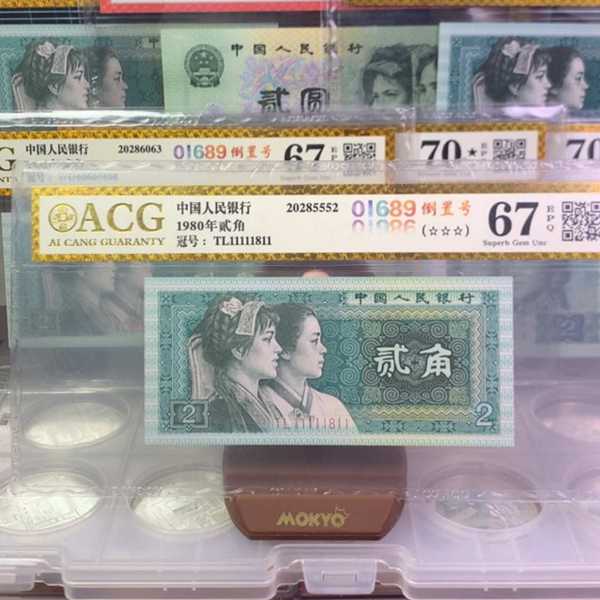 中国人民银行
贰圆
中国人民银行
20286063
01689 倒置号
67
EPQ
70★
EPQ
70
ACG
AI CANG GUARANTY
中国人民银行
1980年贰角
冠号：TL11111811
20285552
01689 倒置号
(☆☆☆)
67
EPQ
Superb Gem Unc
中国人民银行
贰角
2
TL11111811
2
MOKYO